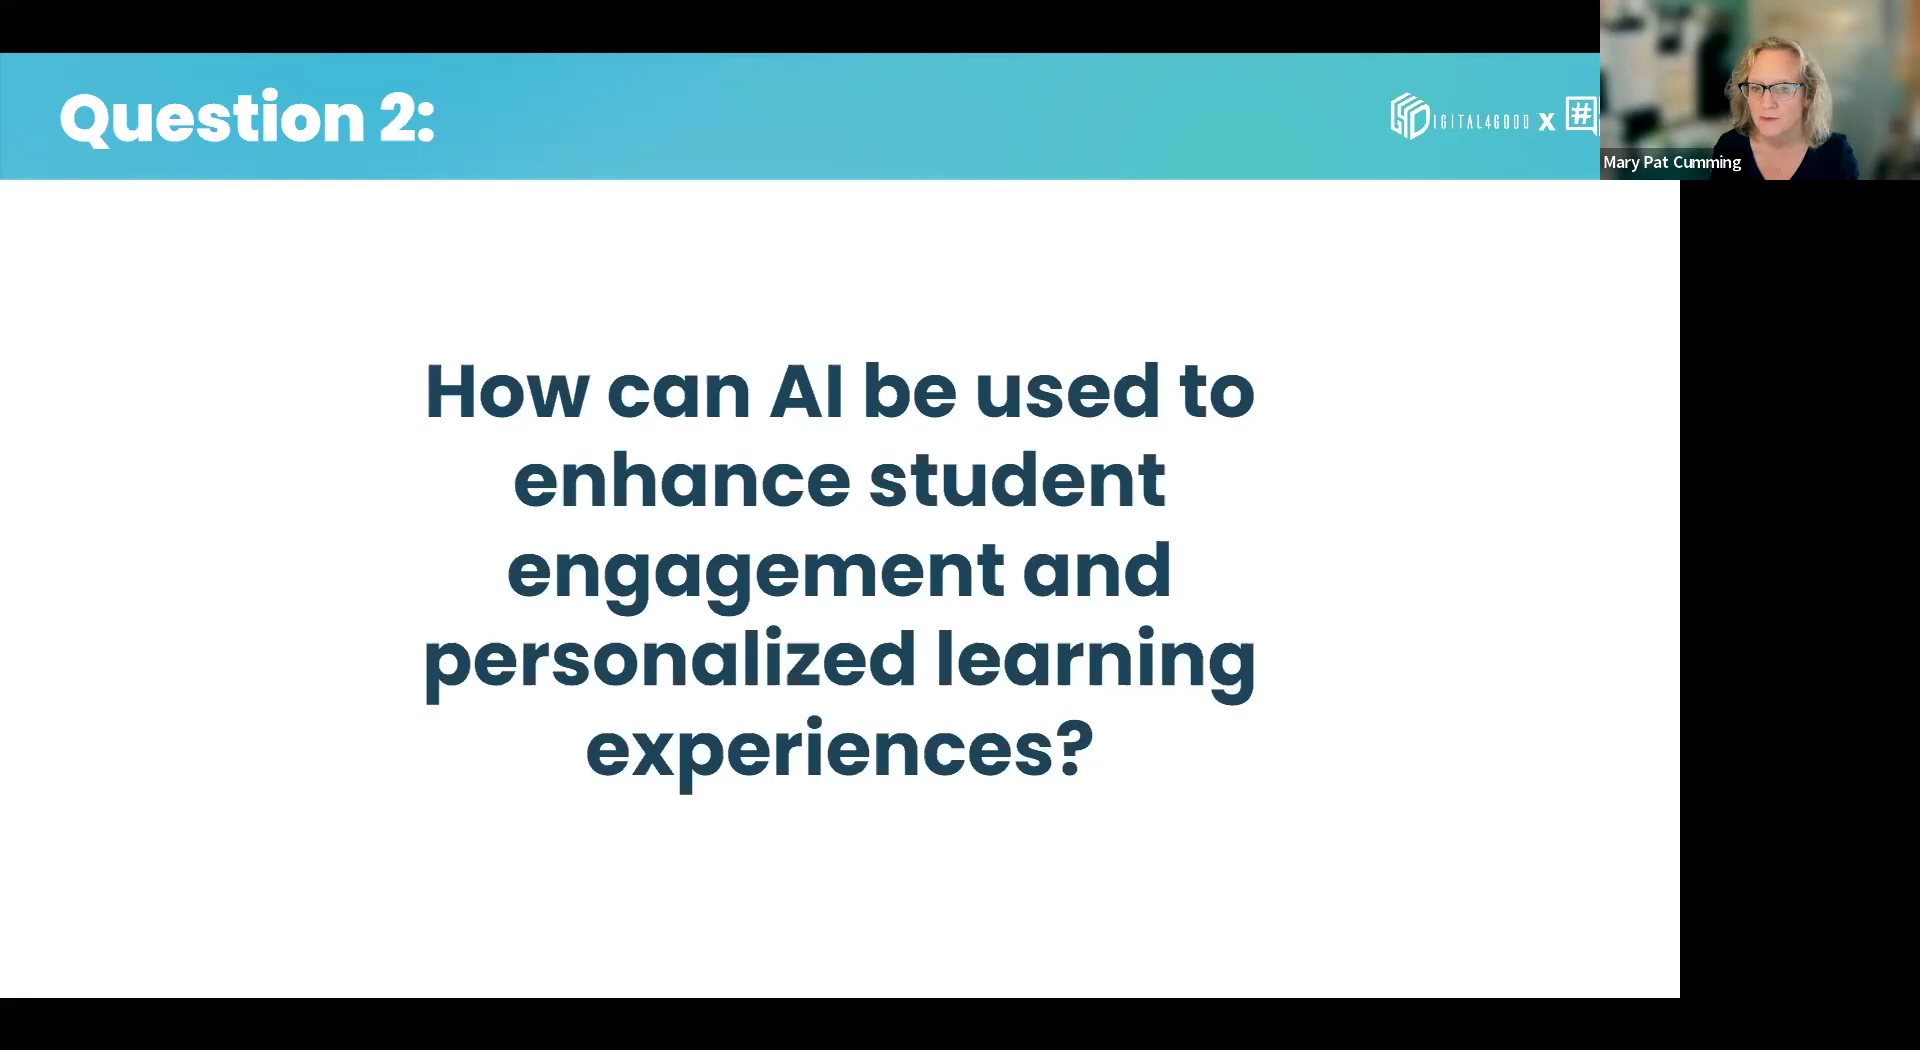 Question 2:
DIGITAL4GOOD x #
Mary Pat Cumming
How can AI be used to
enhance student
engagement and
personalized learning
experiences?